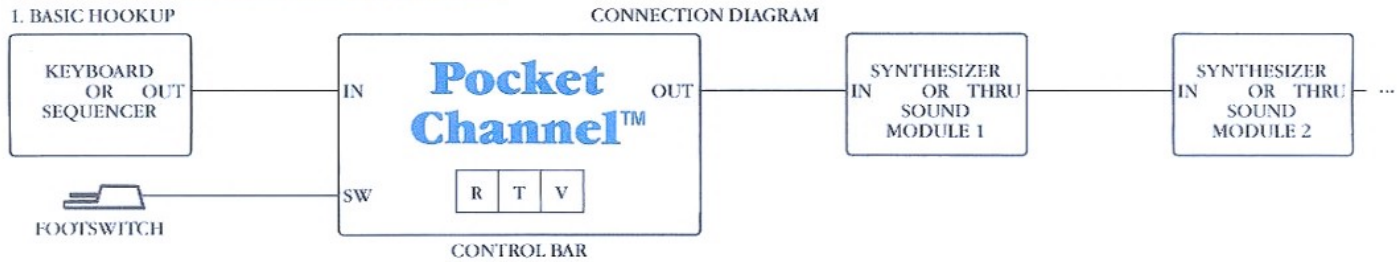 1. BASIC HOOKUP
CONNECTION DIAGRAM
KEYBOARD
OR OUT
SEQUENCER
IN
Pocket
Channel™
OUT
SW
R T V
CONTROL BAR
FOOTSWITCH
SYNTHESIZER
IN OR THRU
SOUND
MODULE 1
SYNTHESIZER
IN OR THRU
SOUND
MODULE 2
...